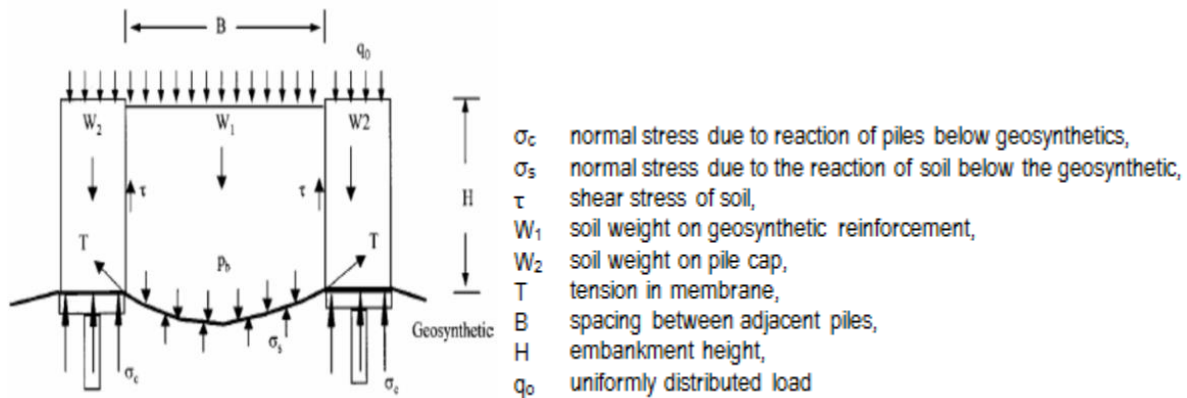 B
q₀
W₂ W₁ W2
τ τ H
T T
Pb
Geosynthetic
σs
σc σc
σc normal stress due to reaction of piles below geosynthetics,
σs normal stress due to the reaction of soil below the geosynthetic,
τ shear stress of soil,
W₁ soil weight on geosynthetic reinforcement,
W₂ soil weight on pile cap,
T tension in membrane,
B spacing between adjacent piles,
H embankment height,
qo uniformly distributed load